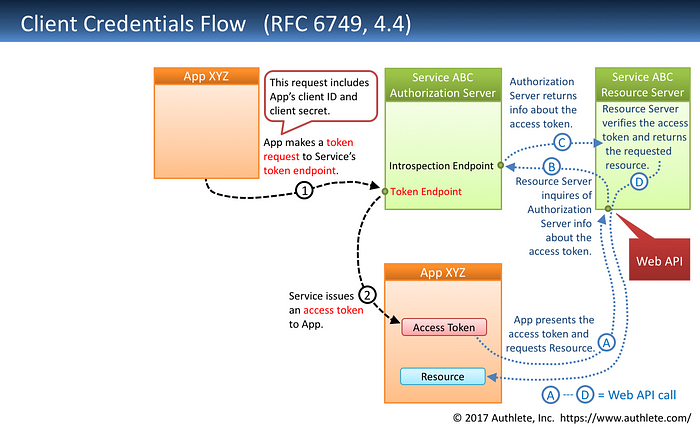 Client Credentials Flow (RFC 6749, 4.4)
App XYZ
This request includes
App's client ID and
client secret.
App makes a token
request to Service's
token endpoint.
1
Service ABC
Authorization Server
Introspection Endpoint
Token Endpoint
Authorization
Server returns
info about the
access token.
C
B
Resource Server
inquires of
Authorization
Server info
about the
access token.
Service ABC
Resource Server
Resource Server
verifies the access
token and returns
the requested
resource.
D
Web API
2
Service issues
an access token
to App.
App XYZ
Access Token
Resource
App presents the
access token and
requests Resource.
A
A --- D = Web API call
© 2017 Authlete, Inc. https://www.authlete.com/